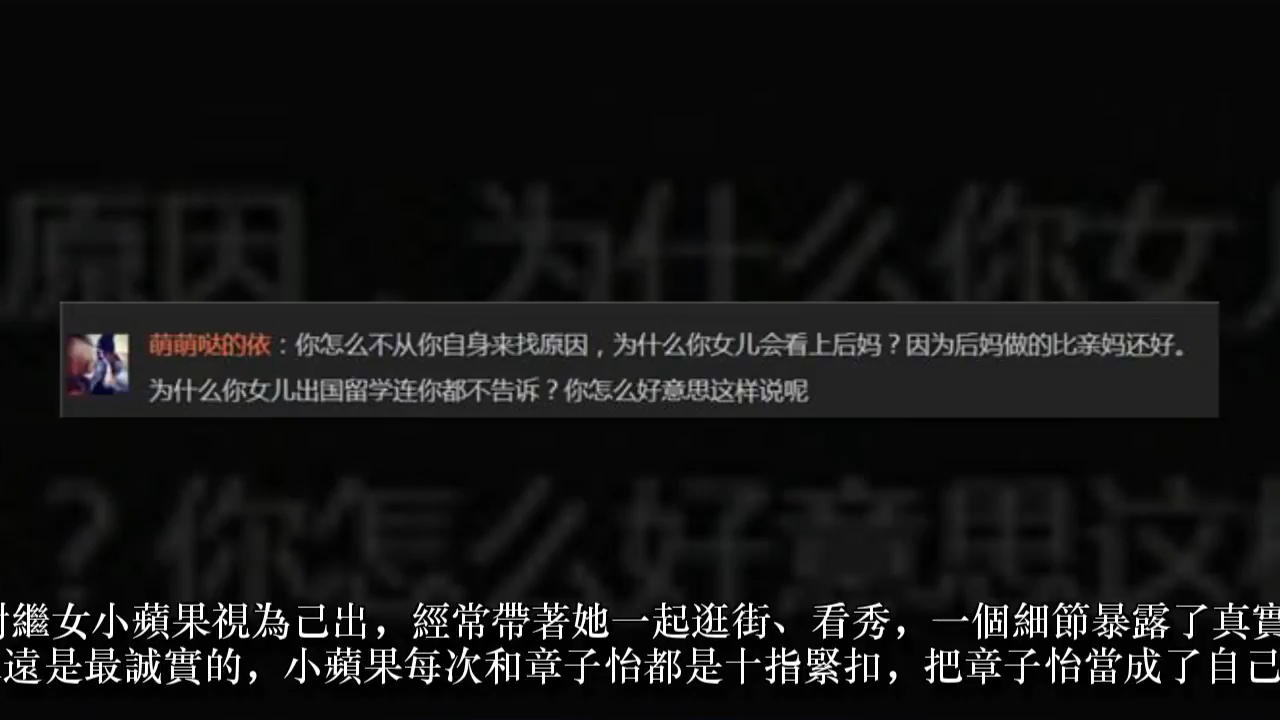 原因，为什么你女
萌萌哒的依：你怎么不从你自身来找原因，为什么你女儿会看上后妈？因为后妈做的比亲妈还好。
为什么你女儿出国留学连你都不告诉？你怎么好意思这样说呢
？你怎么好意思这
繼女小蘋果視為己出，經常帶著她一起逛街、看秀，一個細節暴露了真實
遠是最誠實的，小蘋果每次和章子怡都是十指緊扣，把章子怡當成了自己